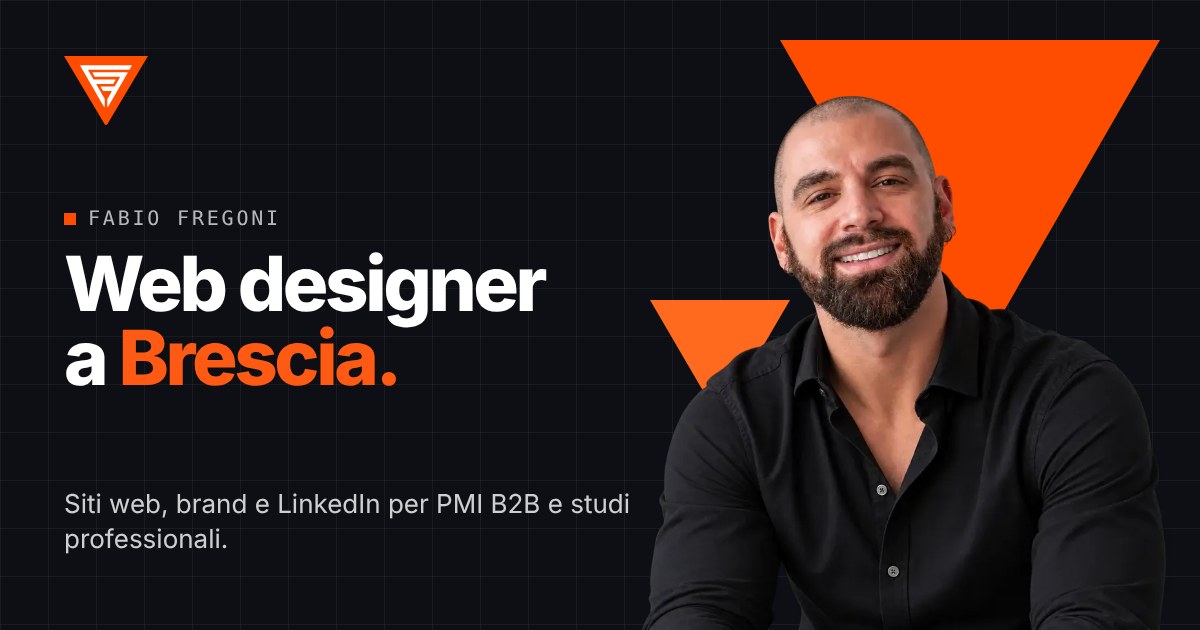 FABIO FREGONI
Web designer
a Brescia.
Siti web, brand e LinkedIn per PMI B2B e studi
professionali.